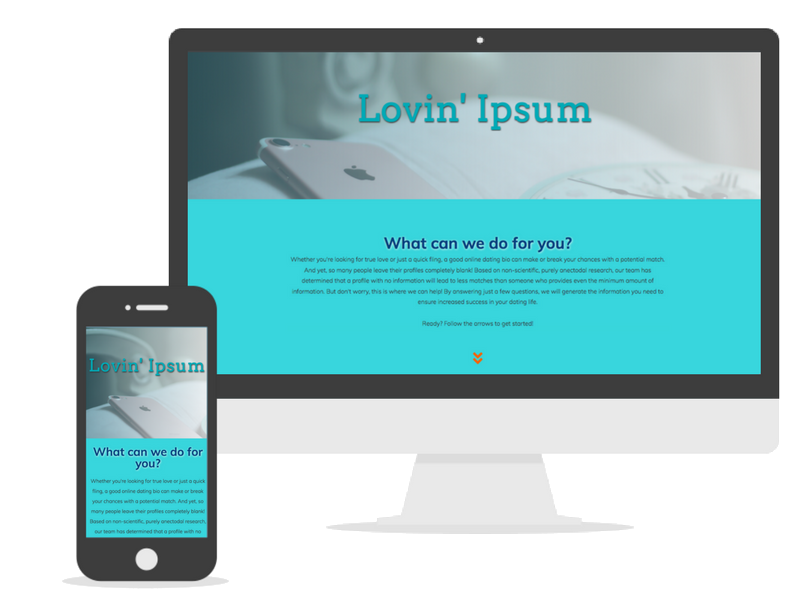 Lovin' Ipsum
What can we do for you?
Whether you're looking for true love or just a quick fling, a good online dating bio can make or break your chances with a potential match.
And yet, so many people leave their profiles completely blank! Based on non-scientific, purely anectodal research, our team has
determined that a profile with no information will lead to less matches than someone who provides even the minimum amount of
information. But don't worry, this is where we can help! By answering just a few questions, we will generate the information you need to
ensure increased success in your dating life.
Ready? Follow the arrows to get started!
Lovin' Ipsum
What can we do for
you?
Whether you're looking for true love or just a quick
fling, a good online dating bio can make or break
your chances with a potential match. And yet, so
many people leave their profiles completely blank!
Based on non-scientific, purely anectodal research,
our team has determined that a profile with no